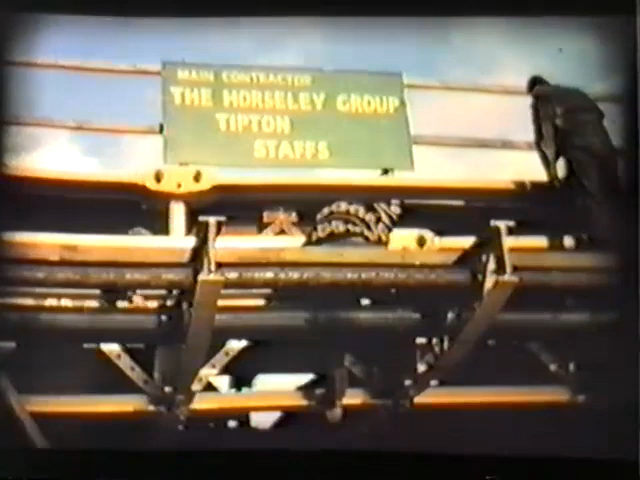 MAIN CONTRACTOR
THE HORSELEY GROUP
TIPTON
STAFFS